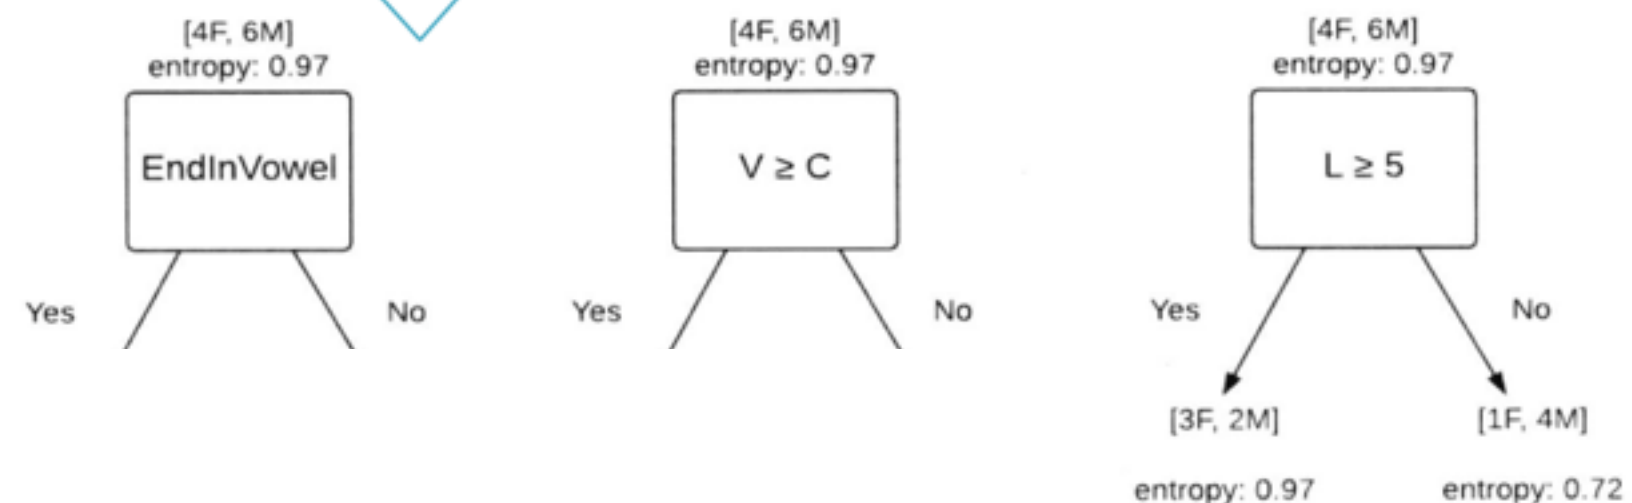 [4F, 6M]
entropy: 0.97
EndInVowel
Yes
No
[4F, 6M]
entropy: 0.97
V ≥ C
Yes
No
[4F, 6M]
entropy: 0.97
L ≥ 5
Yes
No
[3F, 2M]
[1F, 4M]
entropy: 0.97
entropy: 0.72